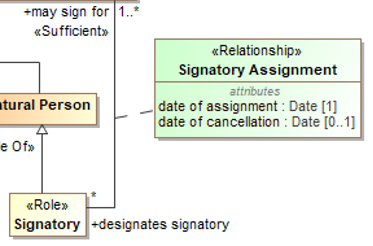 +may sign for 1..*
«Sufficient»
«Relationship»
Signatory Assignment
attributes
date of assignment : Date [1]
date of cancellation : Date [0..1]
atural Person
e Of»
«Role»
Signatory
*
+designates signatory